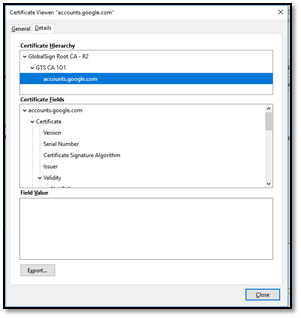 Certificate Viewer: "accounts.google.com"
General Details
Certificate Hierarchy
GlobalSign Root CA - R2
GTS CA 1O1
accounts.google.com
Certificate Fields
accounts.google.com
Certificate
Version
Serial Number
Certificate Signature Algorithm
Issuer
Validity
Field Value
Export...
Close